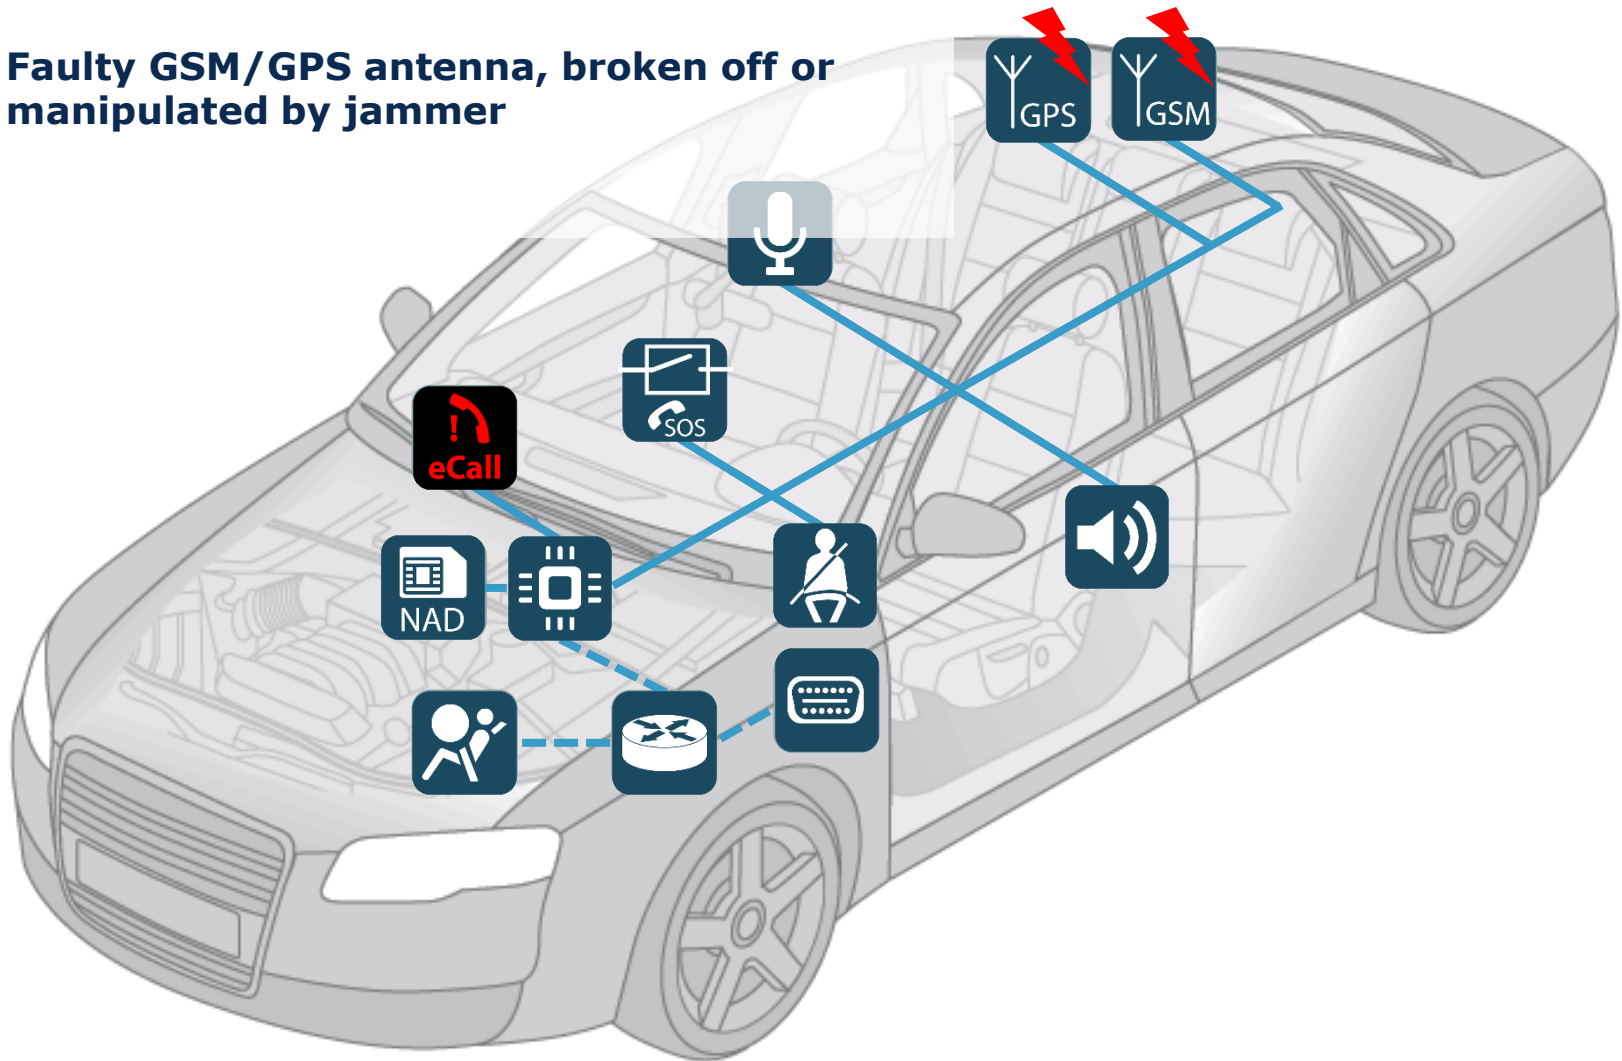 Faulty GSM/GPS antenna, broken off or
manipulated by jammer
GPS
GSM
SOS
!
eCall
NAD